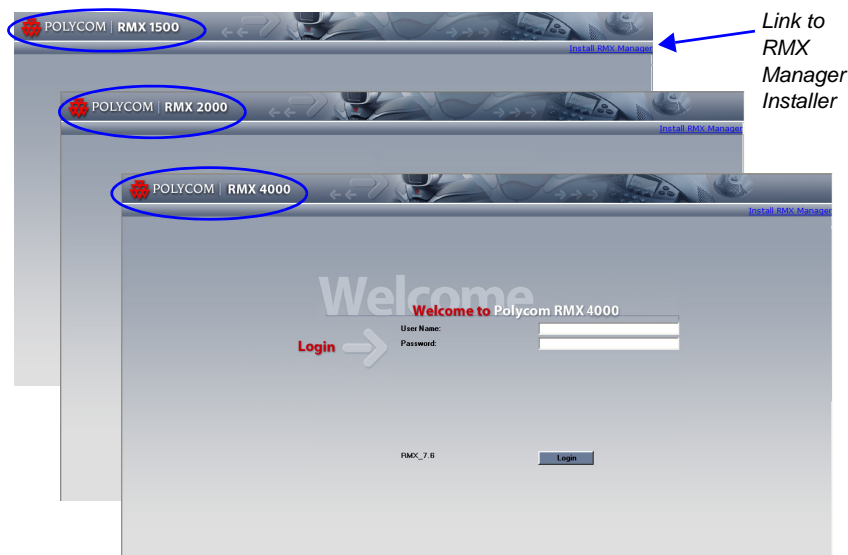 POLYCOM | RMX 1500
Install RMX Manager
Link to
RMX
Manager
Installer
POLYCOM | RMX 2000
Install RMX Manager
POLYCOM | RMX 4000
Install RMX Manager
Welcome
Welcome to Polycom RMX 4000
User Name:
Login
Password:
RMX_7.6
Login